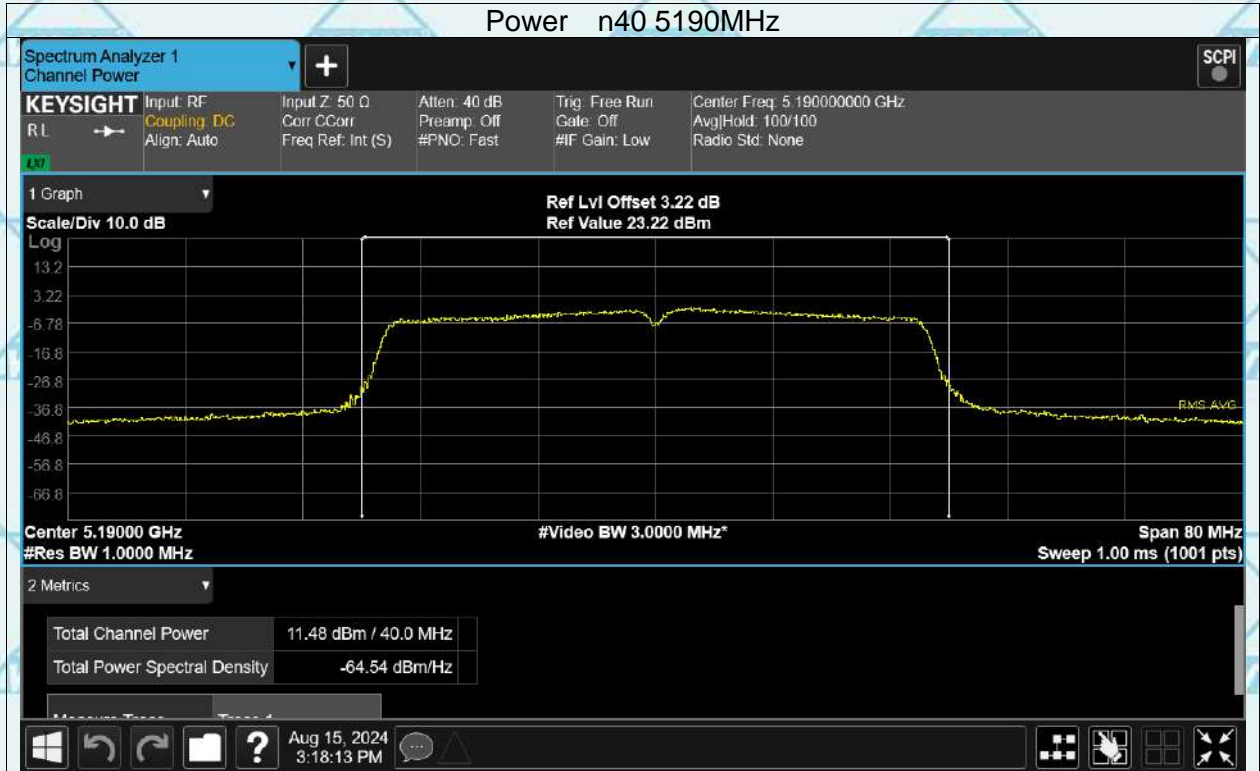 Power n40 5190MHz
Spectrum Analyzer 1
Channel Power
SCPI
KEYSIGHT
RL
LXI
Input: RF
Coupling: DC
Align: Auto
Input Z: 50 Ω
Corr CCorr
Freq Ref: Int (S)
Atten: 40 dB
Preamp: Off
#PNO: Fast
Trig: Free Run
Gate: Off
#IF Gain: Low
Center Freq: 5.190000000 GHz
Avg|Hold: 100/100
Radio Std: None
1 Graph
Scale/Div 10.0 dB
Ref Lvl Offset 3.22 dB
Ref Value 23.22 dBm
Log
13.2
3.22
-6.78
-16.8
-26.8
-36.8
-46.8
-56.8
-66.8
RMS AVG
Center 5.19000 GHz
#Res BW 1.0000 MHz
#Video BW 3.0000 MHz*
Span 80 MHz
Sweep 1.00 ms (1001 pts)
2 Metrics
Total Channel Power 11.48 dBm / 40.0 MHz
Total Power Spectral Density -64.54 dBm/Hz
Aug 15, 2024
3:18:13 PM